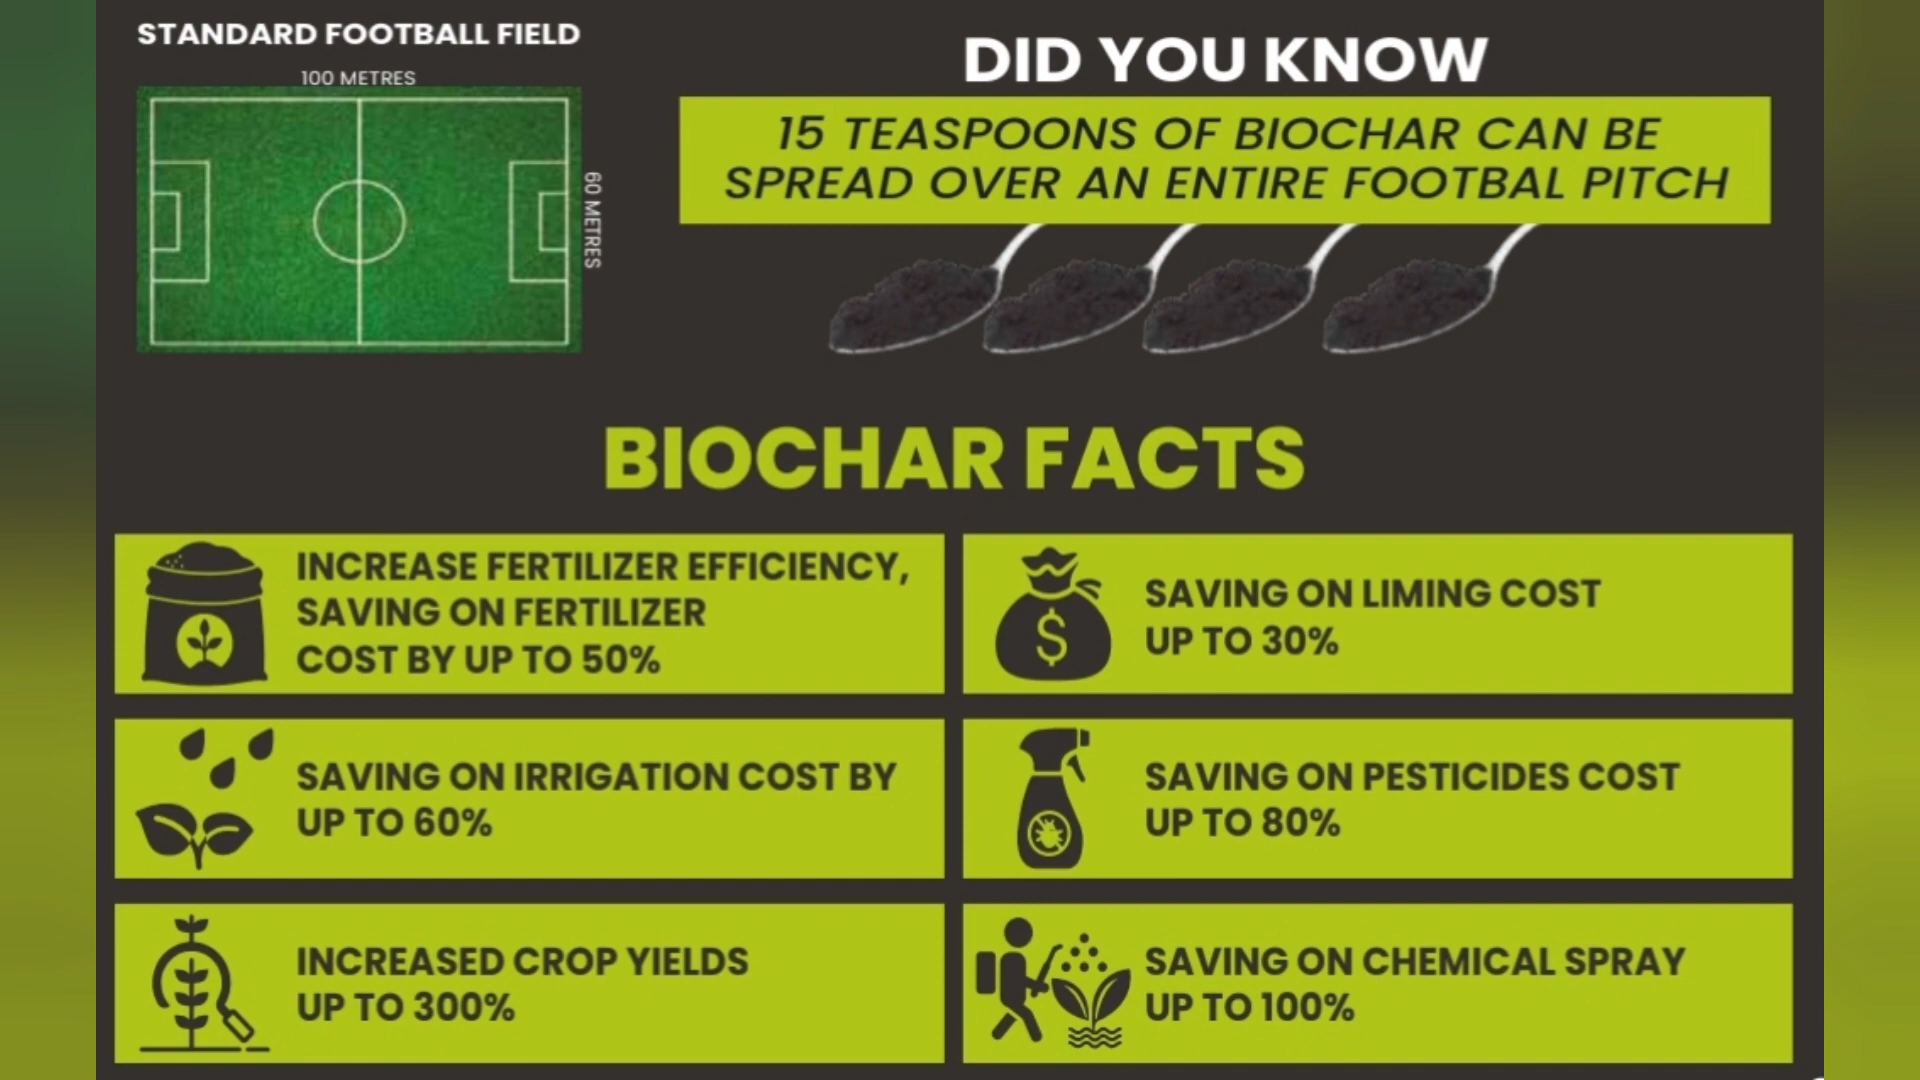 STANDARD FOOTBALL FIELD
100 METRES
60 METRES
DID YOU KNOW
15 TEASPOONS OF BIOCHAR CAN BE
SPREAD OVER AN ENTIRE FOOTBAL PITCH
BIOCHAR FACTS
INCREASE FERTILIZER EFFICIENCY,
SAVING ON FERTILIZER
COST BY UP TO 50%
SAVING ON LIMING COST
UP TO 30%
SAVING ON IRRIGATION COST BY
UP TO 60%
SAVING ON PESTICIDES COST
UP TO 80%
INCREASED CROP YIELDS
UP TO 300%
SAVING ON CHEMICAL SPRAY
UP TO 100%